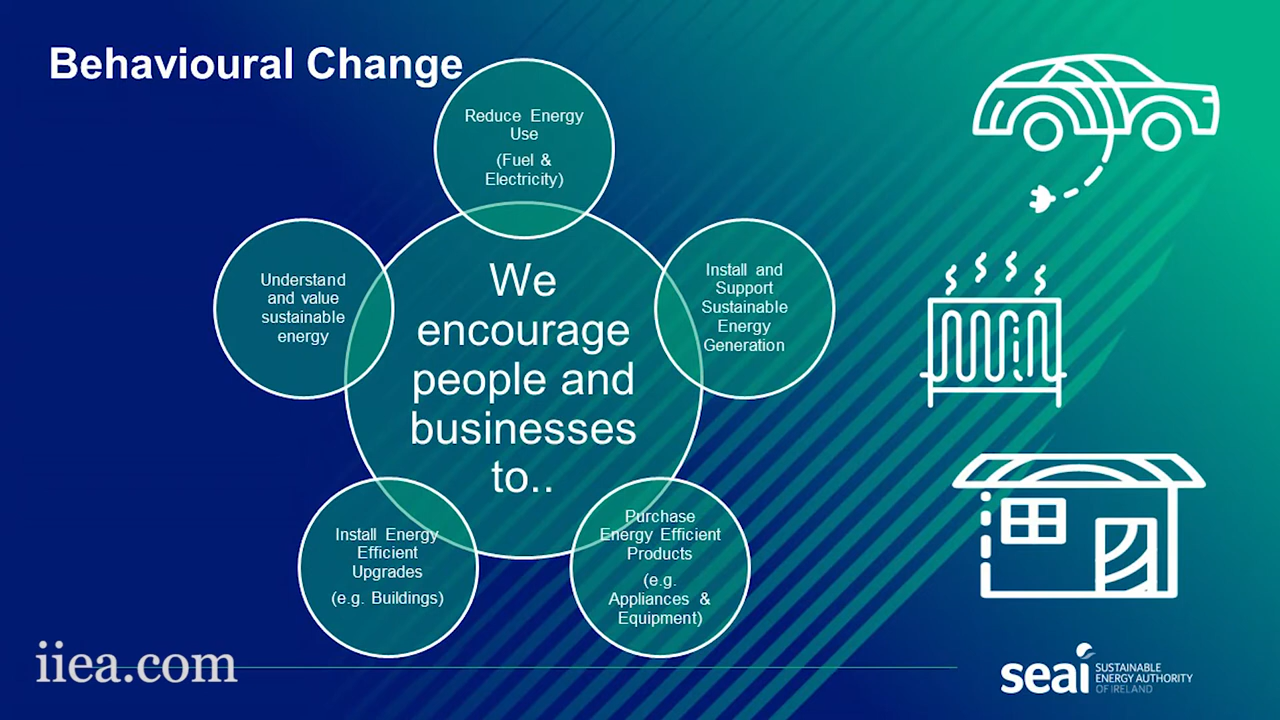 Behavioural Change
Reduce Energy
Use
(Fuel &
Electricity)
Understand
and value
sustainable
energy
We
encourage
people and
businesses
to..
Install and
Support
Sustainable
Energy
Generation
Install Energy
Efficient
Upgrades
(e.g. Buildings)
Purchase
Energy Efficient
Products
(e.g.
Appliances &
Equipment)
iiea.com
seai
SUSTAINABLE
ENERGY AUTHORITY
OF IRELAND